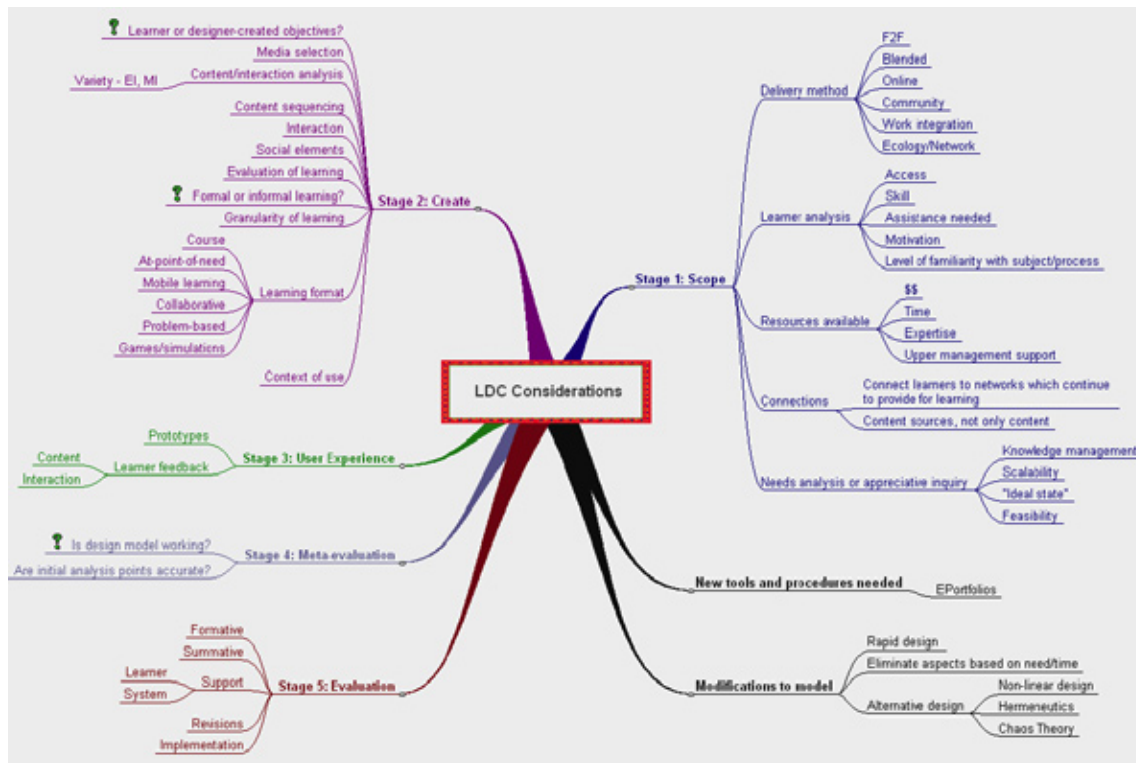 LDC Considerations
Stage 1: Scope
Delivery method
F2F
Blended
Online
Community
Work integration
Ecology/Network
Learner analysis
Access
Skill
Assistance needed
Motivation
Level of familiarity with subject/process
Resources available
$$
Time
Expertise
Upper management support
Connections
Connect learners to networks which continue
to provide for learning
Content sources, not only content
Needs analysis or appreciative inquiry
Knowledge management
Scalability
"Ideal state"
Feasibility
Stage 2: Create
Learner or designer-created objectives?
Media selection
Content/interaction analysis
Variety - EI, MI
Content sequencing
Interaction
Social elements
Evaluation of learning
Formal or informal learning?
Granularity of learning
Learning format
Course
At-point-of-need
Mobile learning
Collaborative
Problem-based
Games/simulations
Context of use
Stage 3: User Experience
Prototypes
Learner feedback
Content
Interaction
Stage 4: Meta-evaluation
Is design model working?
Are initial analysis points accurate?
Stage 5: Evaluation
Formative
Summative
Support
Learner
System
Revisions
Implementation
New tools and procedures needed
EPortfolios
Modifications to model
Rapid design
Eliminate aspects based on need/time
Alternative design
Non-linear design
Hermeneutics
Chaos Theory